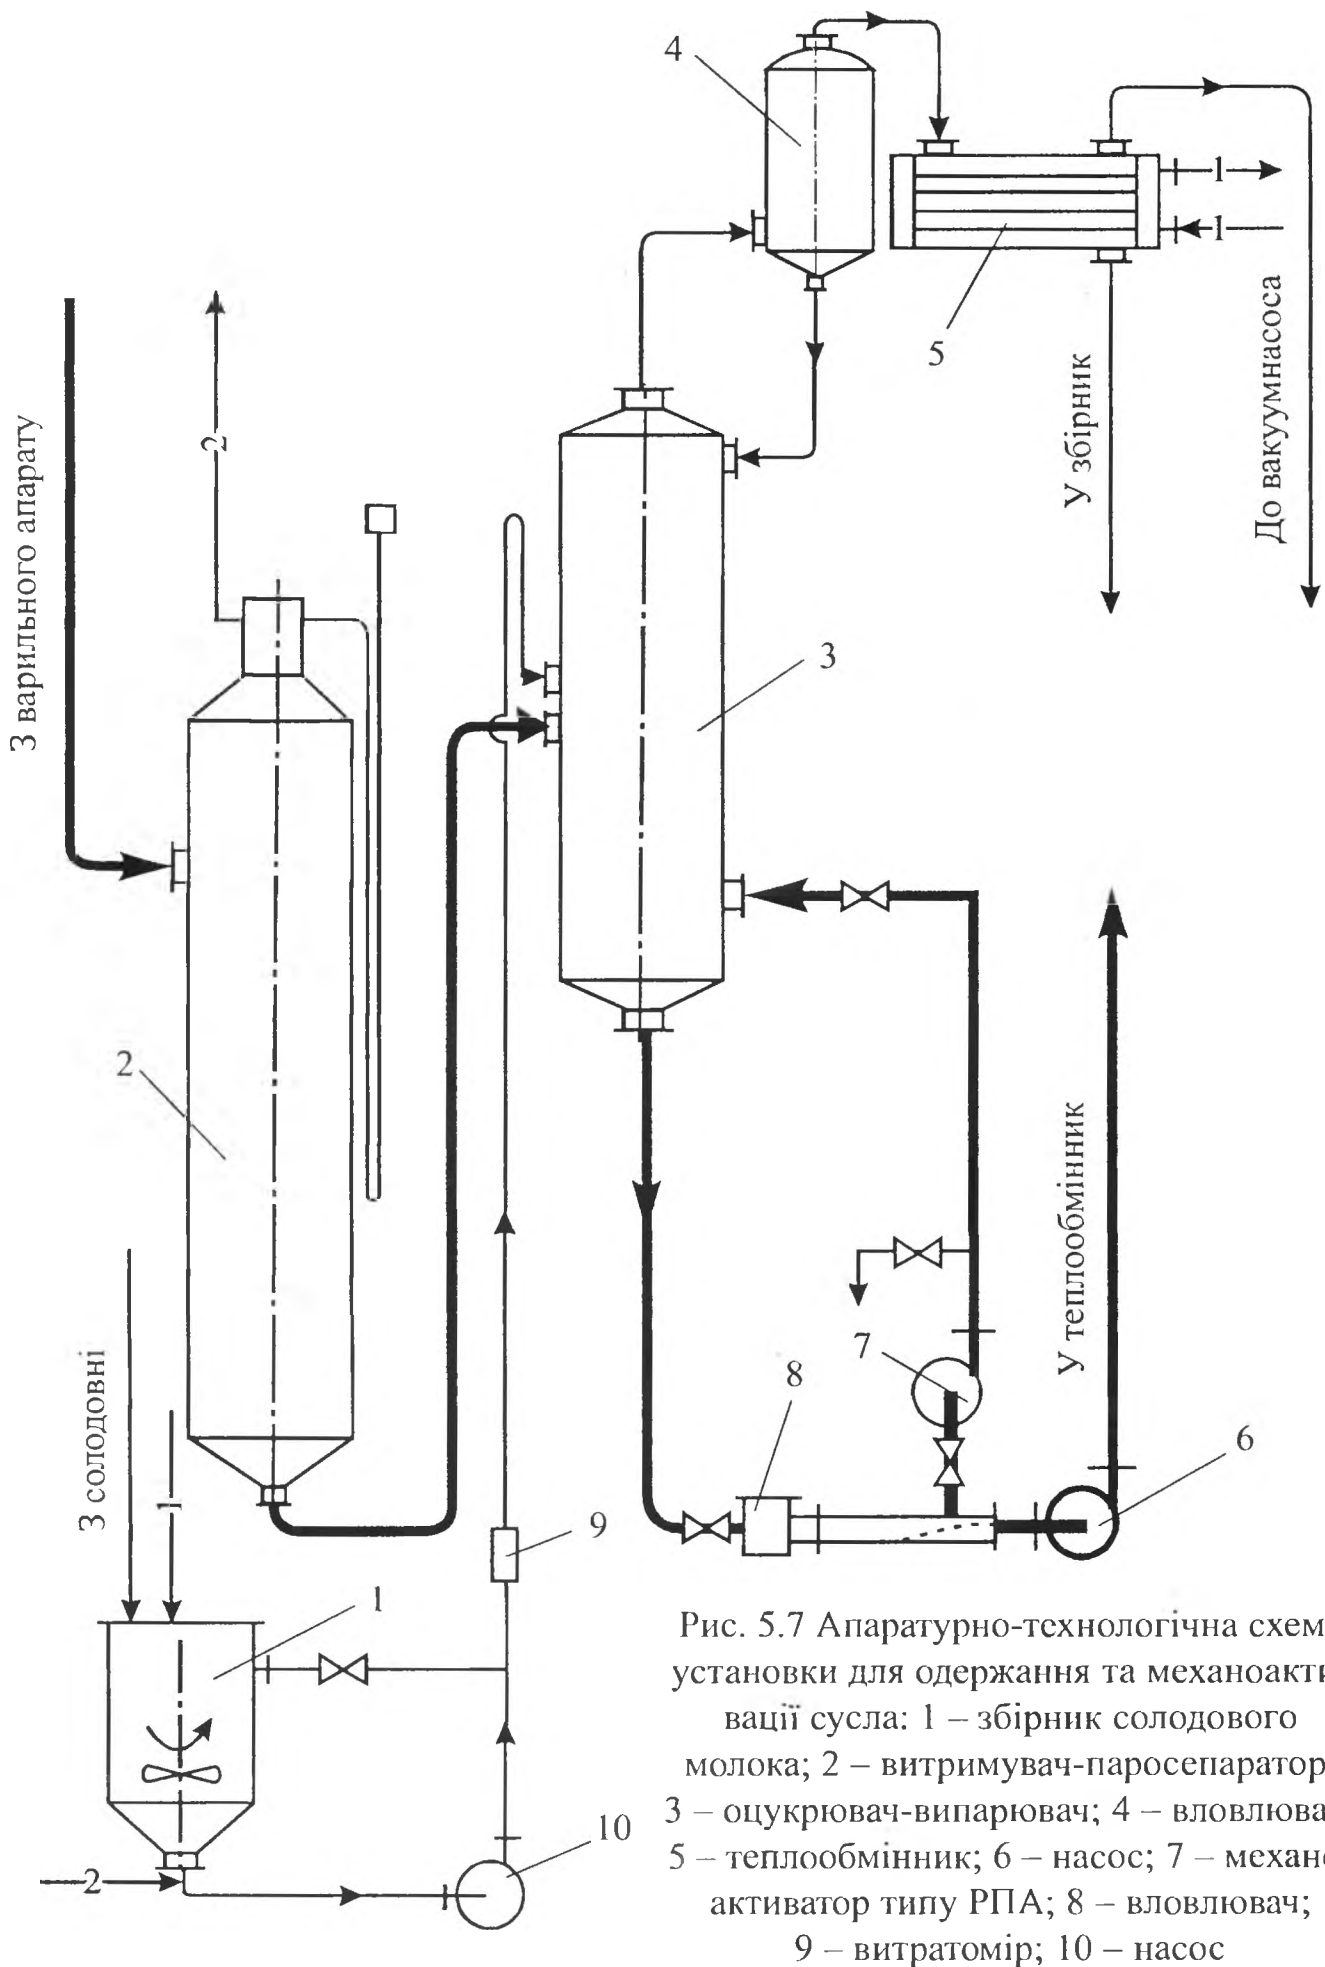 4
1
1
5
У збірник
До вакуумнасоса
З варильного апарату
2
3
2
У теплообмінник
З солодовні
1
7
8
6
9
1
2
10
Рис. 5.7 Апаратурно-технологічна схем
установки для одержання та механоакти
вації сусла: 1 – збірник солодового
молока; 2 – витримувач-паросепаратор
3 – оцукрювач-випарювач; 4 – вловлюва
5 – теплообмінник; 6 – насос; 7 – механо
активатор типу РПА; 8 – вловлювач;
9 – витратомір; 10 – насос